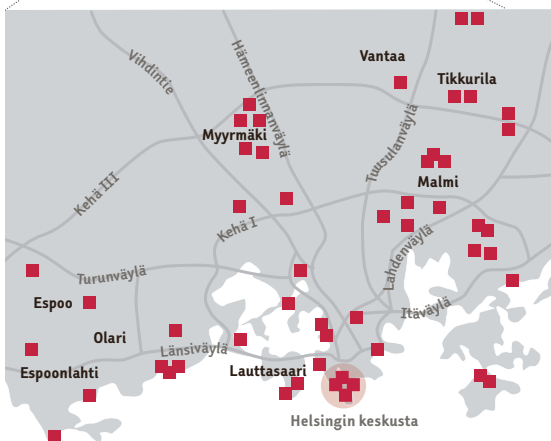 Vantaa
Vihdintie
Hämeenlinnanväylä
Tikkurila
Myyrmäki
Tuusulanväylä
Malmi
Kehä III
Kehä I
Lahdenväylä
Turunväylä
Espoo
Itäväylä
Olari
Länsiväylä
Espoonlahti
Lauttasaari
Helsingin keskusta